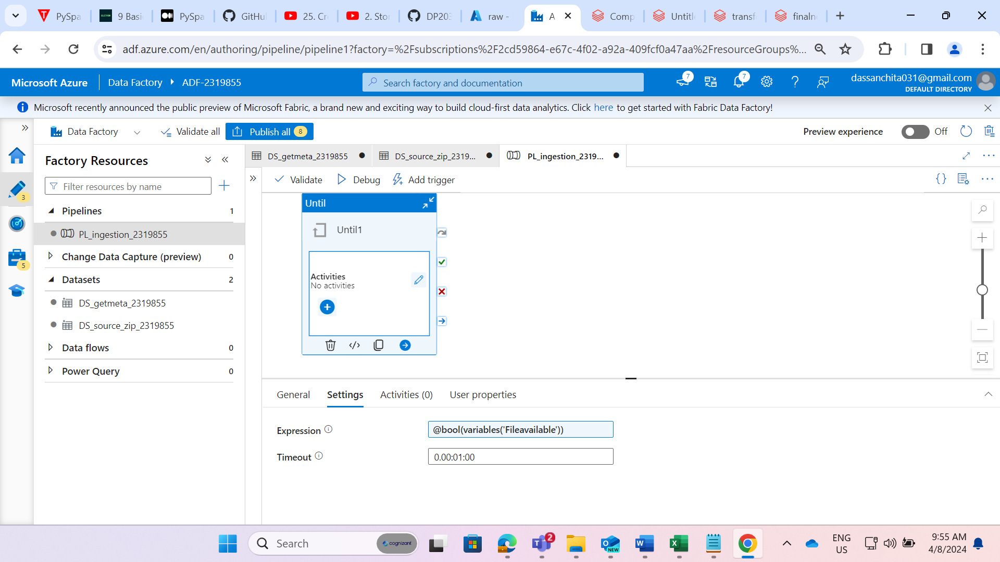 PySpa
9 Basi
PySpa
GitHu
25. Cr
2. Stor
DP203
raw -
A
Comp
Untitle
transfo
finalno
adf.azure.com/en/authoring/pipeline/pipeline1?factory=%2Fsubscriptions%2F2cd59864-e67c-4f02-a92a-409fcf0a47aa%2FresourceGroups%...
Microsoft Azure
Data Factory
ADF-2319855
Search factory and documentation
7
7
dassanchita031@gmail.com
DEFAULT DIRECTORY
Microsoft recently announced the public preview of Microsoft Fabric, a brand new and exciting way to build cloud-first data analytics. Click here to get started with Fabric Data Factory!
Data Factory
Validate all
Publish all 8
Preview experience
Off
Factory Resources
DS_getmeta_2319855
DS_source_zip_2319...
PL_ingestion_2319...
Filter resources by name
Validate
Debug
Add trigger
3
5
Pipelines 1
PL_ingestion_2319855
Change Data Capture (preview) 0
Datasets 2
DS_getmeta_2319855
DS_source_zip_2319855
Data flows 0
Power Query 0
Until
Until1
Activities
No activities
General
Settings
Activities (0)
User properties
Expression
@bool(variables('Fileavailable'))
Timeout
0.00:01:00
Search
cognizant
2
NEW
ENG
US
9:55 AM
4/8/2024